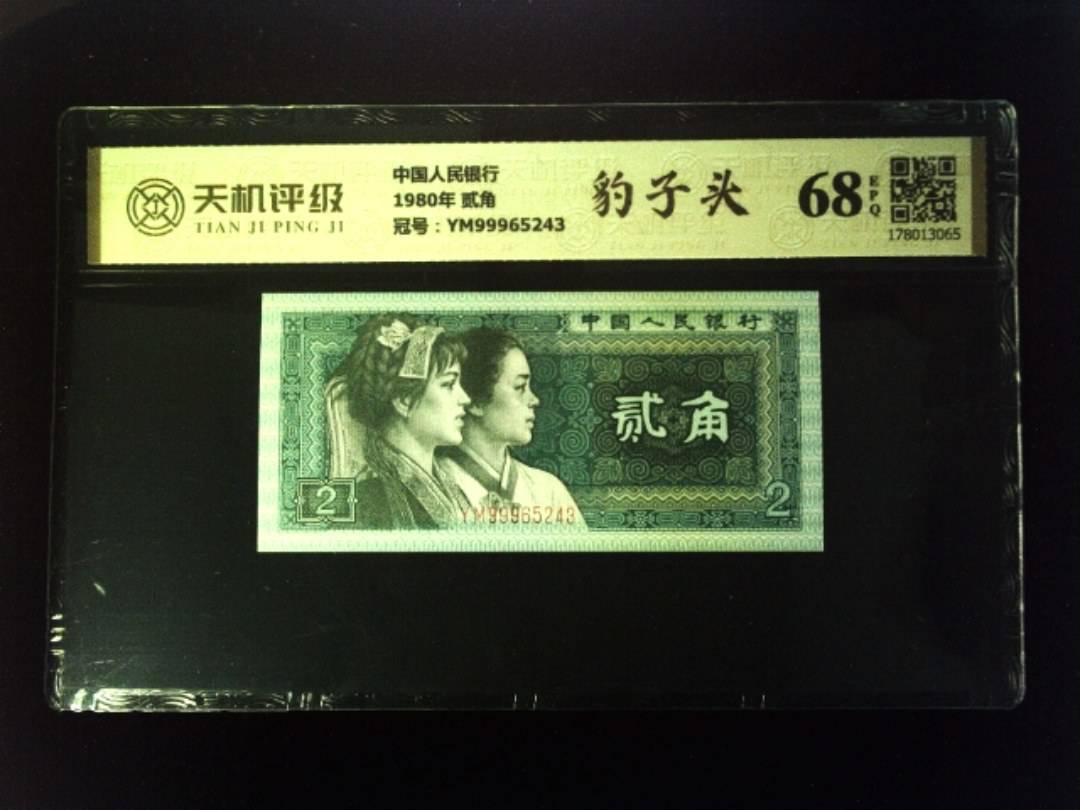 天机评级
TIAN JI PING JI
中国人民银行
1980年 贰角
冠号：YM99965243
豹子头
68
EPQ
178013065
中国人民银行
贰角
2
YM99965243
2